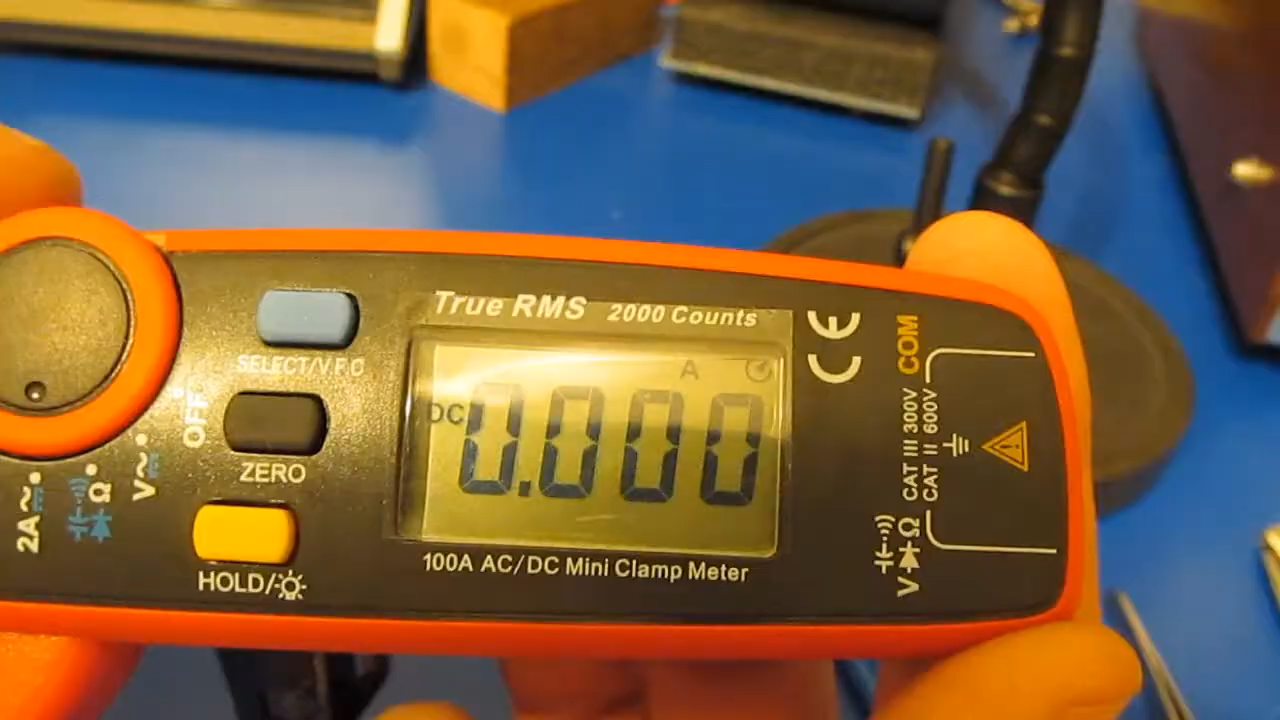 True RMS 2000 Counts
SELECT/V.F.C
OFF
ZERO
HOLD/
A
DC 0.000
100A AC/DC Mini Clamp Meter
2A~
Ω
V~
CE
COM
CAT III 300V
CAT II 600V
VΩ